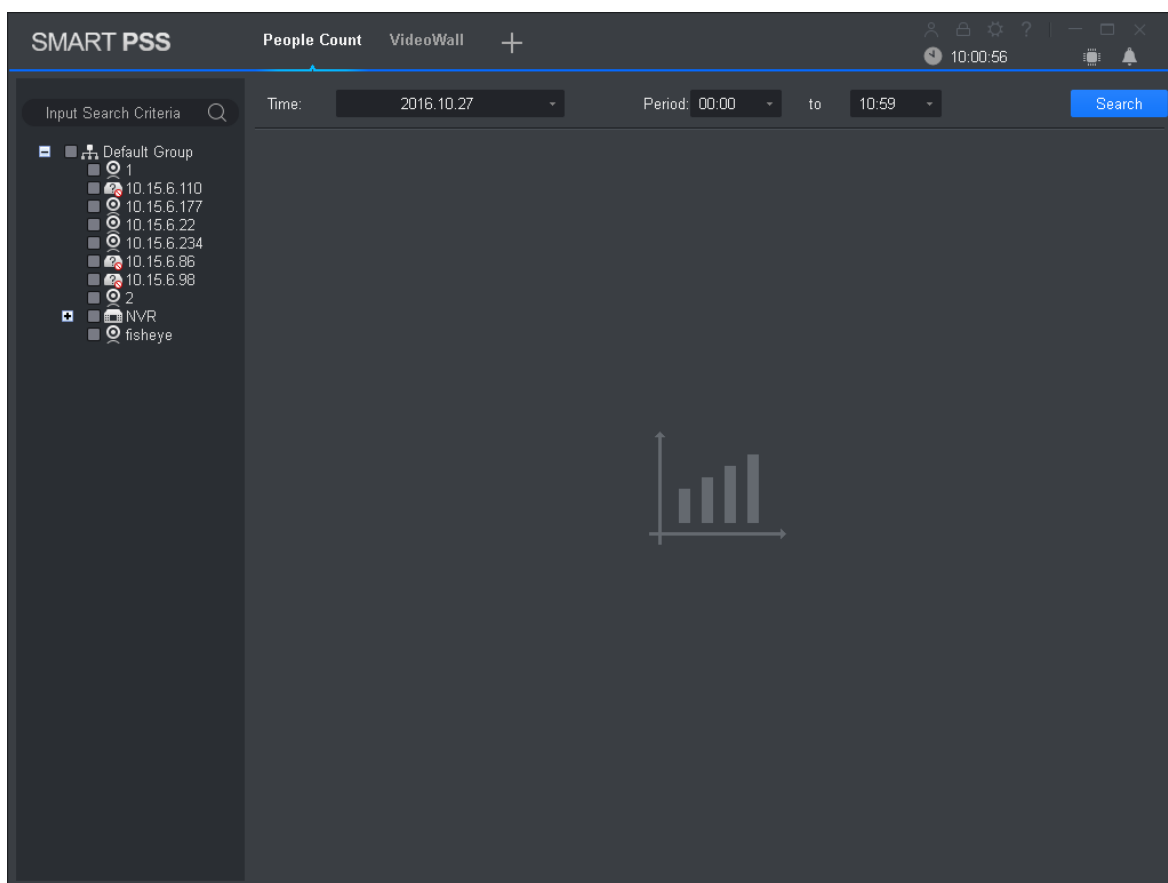 SMART PSS
People Count VideoWall +
?
10:00:56
Input Search Criteria
Time: 2016.10.27 Period: 00:00 to 10:59 Search
Default Group
1
10.15.6.110
10.15.6.177
10.15.6.22
10.15.6.234
10.15.6.86
10.15.6.98
2
NVR
fisheye